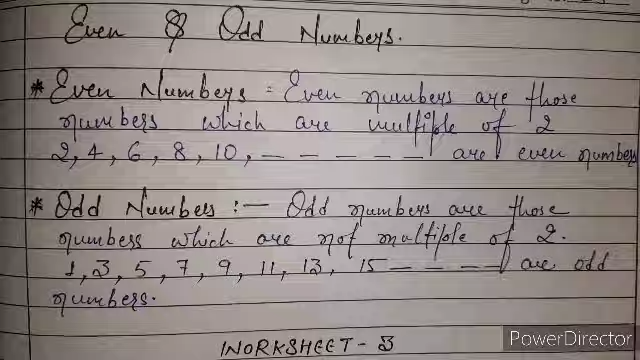 Even & Odd Numbers.
* Even Numbers = Even numbers are those
numbers which are multiple of 2
2, 4, 6, 8, 10, — — — — — are even numbers
* Odd Numbers :— Odd numbers are those
numbers which are not multiple of 2.
1, 3, 5, 7, 9, 11, 13, 15 — — — — are odd
numbers.
WORKSHEET - 3
PowerDirector